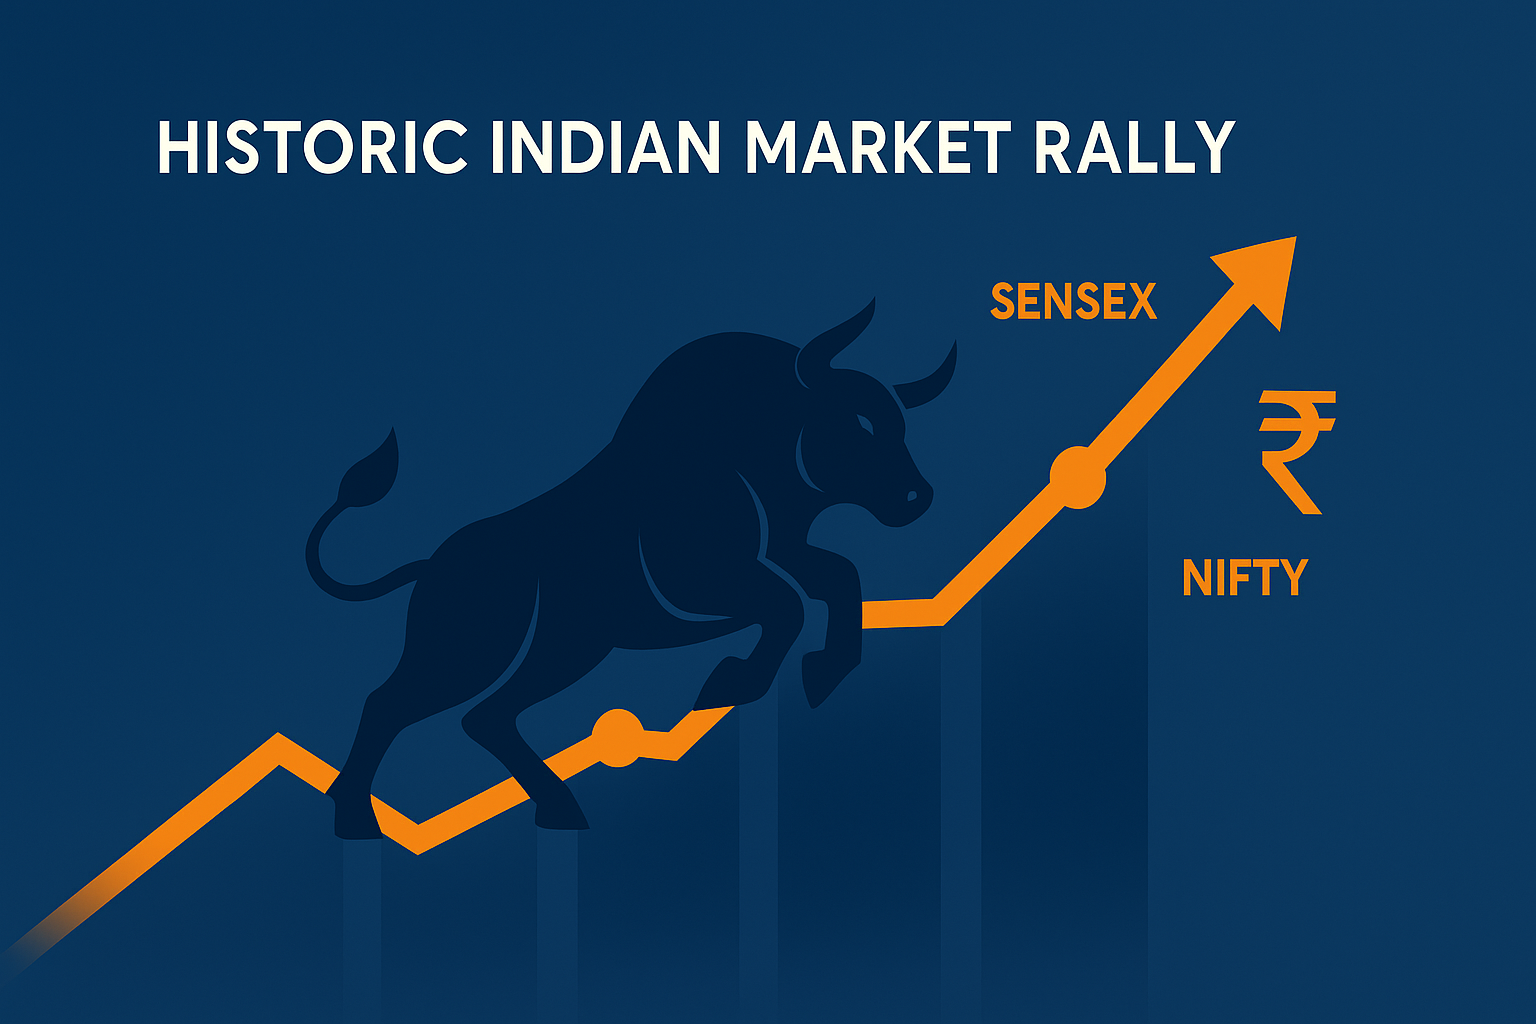 HISTORIC INDIAN MARKET RALLY
SENSEX
₹
NIFTY